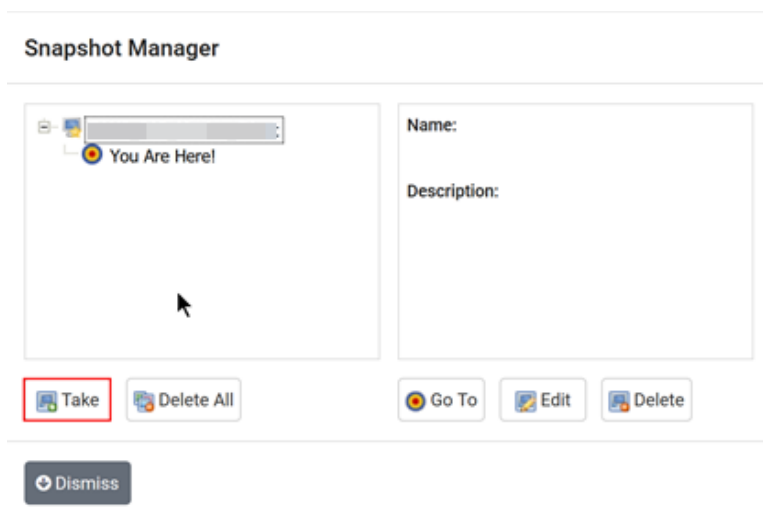 Snapshot Manager
You Are Here!
Name:
Description:
Take
Delete All
Go To
Edit
Delete
Dismiss